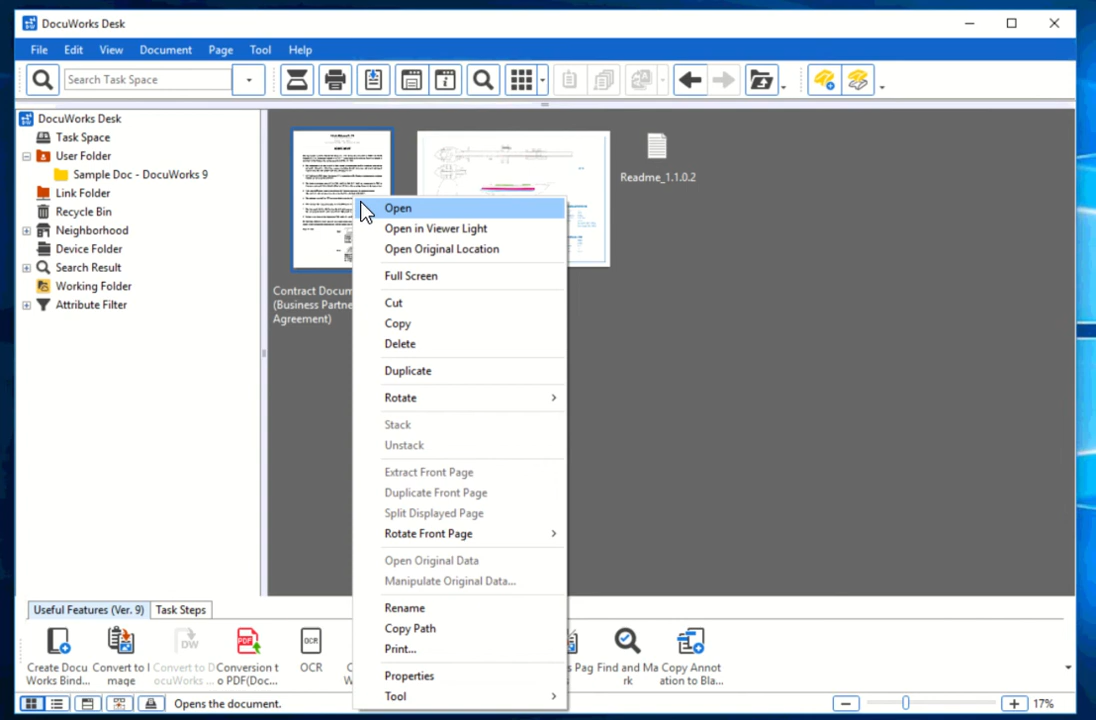 DocuWorks Desk
File Edit View Document Page Tool Help
Search Task Space
DocuWorks Desk
Task Space
User Folder
Sample Doc - DocuWorks 9
Link Folder
Recycle Bin
Neighborhood
Device Folder
Search Result
Working Folder
Attribute Filter
Readme_1.1.0.2
Contract Docum
(Business Partne
Agreement)
Open
Open in Viewer Light
Open Original Location
Full Screen
Cut
Copy
Delete
Duplicate
Rotate
Stack
Unstack
Extract Front Page
Duplicate Front Page
Split Displayed Page
Rotate Front Page
Open Original Data
Manipulate Original Data...
Rename
Copy Path
Print...
Properties
Tool
Useful Features (Ver. 9) Task Steps
DW PDF OCR
Create Docu Convert to I Convert to D Conversion t OCR s Pag Find and Ma Copy Annot
Works Bind... mage ocuWorks ... o PDF(Doc... rk ation to Bla...
Opens the document.
17%